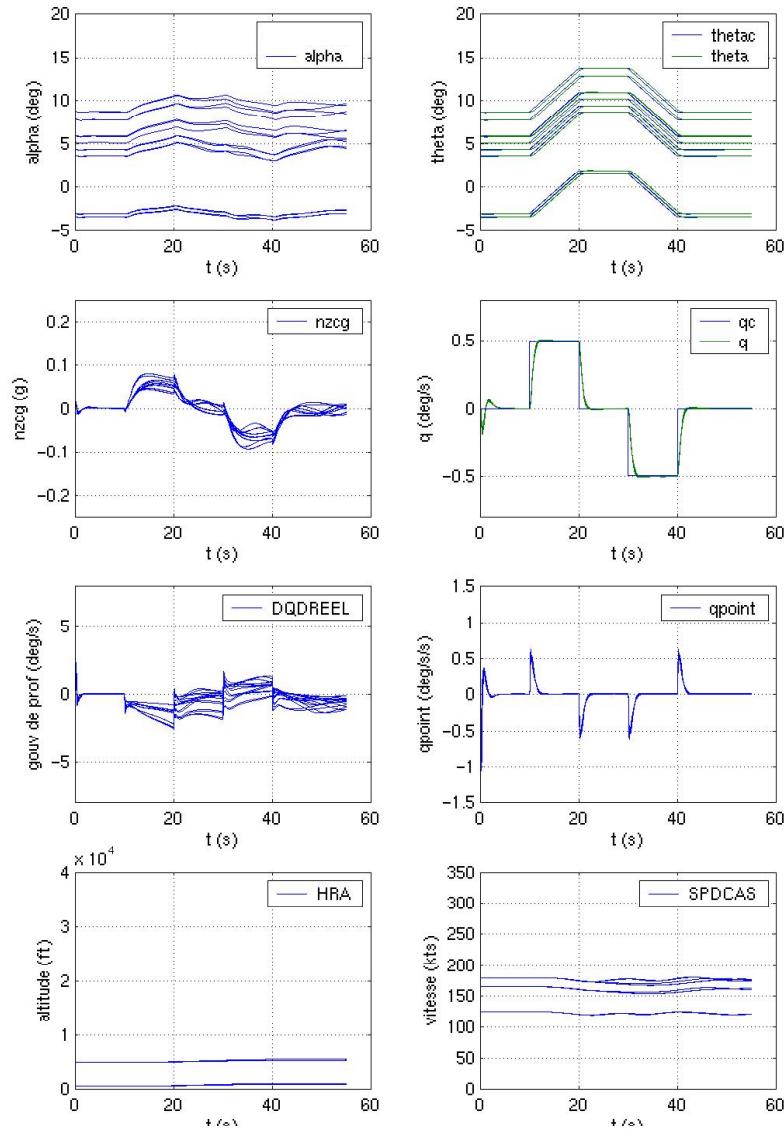 20
15
10
5
0
-5
alpha (deg)
alpha
0 20 40 60
t (s)
20
15
10
5
0
-5
theta (deg)
thetac
theta
0 20 40 60
t (s)
0.2
0.1
0
-0.1
-0.2
nzcg (g)
nzcg
0 20 40 60
t (s)
0.5
0
-0.5
q (deg/s)
qc
q
0 20 40 60
t (s)
5
0
-5
gouv de prof (deg/s)
DQDREEL
0 20 40 60
t (s)
1.5
1
0.5
0
-0.5
-1
-1.5
qpoint (deg/s/s)
qpoint
0 20 40 60
t (s)
× 10⁴
4
3
2
1
0
altitude (ft)
HRA
0 20 40 60
t (s)
350
300
250
200
150
100
50
0
vitesse (kts)
SPDCAS
0 20 40 60
t (s)